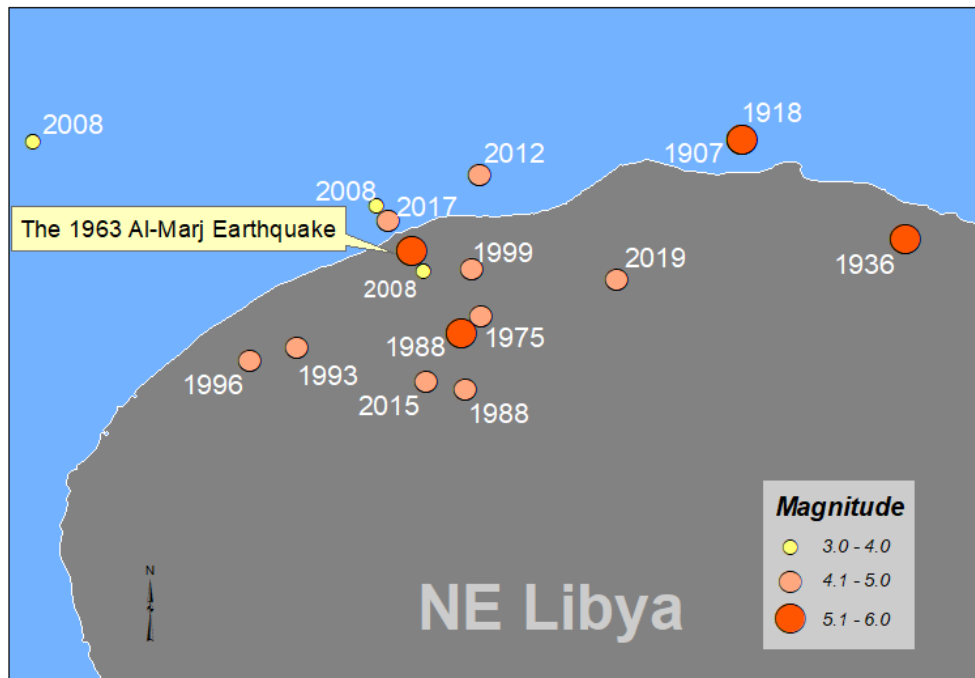 2008
1918
2012
1907
2008
2017
The 1963 Al-Marj Earthquake
1999
2019
1936
2008
1988
1975
1996
1993
2015
1988
Magnitude
3.0 - 4.0
4.1 - 5.0
5.1 - 6.0
N
NE Libya